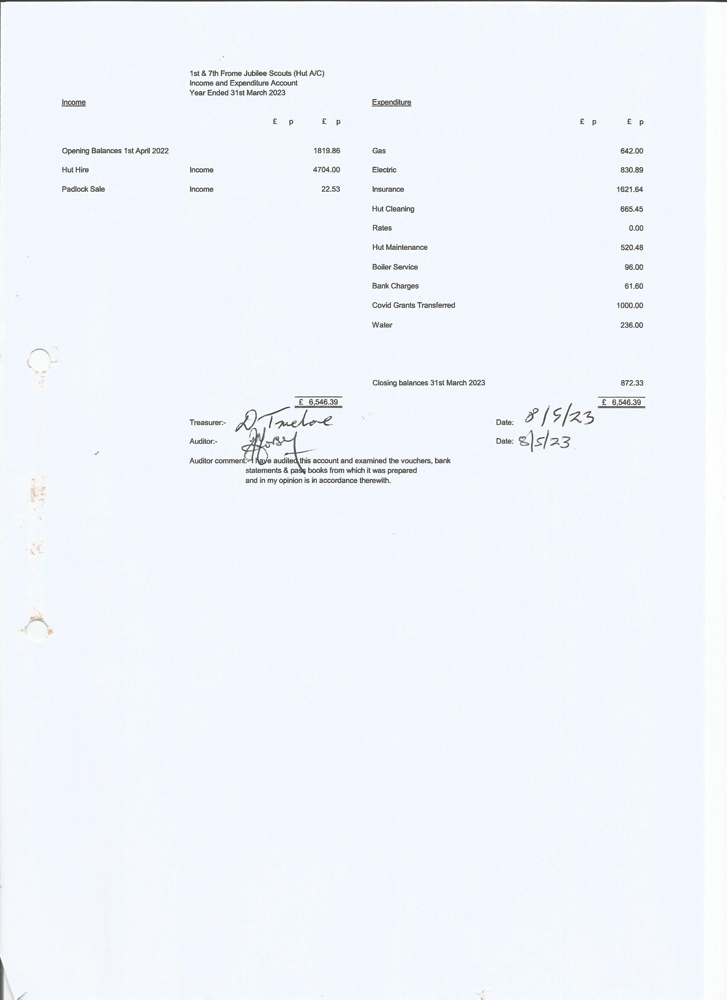 1st & 7th Frome Jubilee Scouts (Hut A/C)
Income and Expenditure Account
Year Ended 31st March 2023
Income Expenditure
£ p £ p £ p £ p
Opening Balances 1st April 2022 1819.86 Gas 642.00
Hut Hire Income 4704.00 Electric 830.89
Padlock Sale Income 22.53 Insurance 1621.64
Hut Cleaning 665.45
Rates 0.00
Hut Maintenance 520.48
Boiler Service 96.00
Bank Charges 61.60
Covid Grants Transferred 1000.00
Water 236.00
Closing balances 31st March 2023 872.33
£ 6,546.39 £ 6,546.39
Treasurer:- D Date: 8/5/23
Auditor:- Date: 8/5/23
Auditor comment:- I have audited this account and examined the vouchers, bank
statements & pass books from which it was prepared
and in my opinion is in accordance therewith.